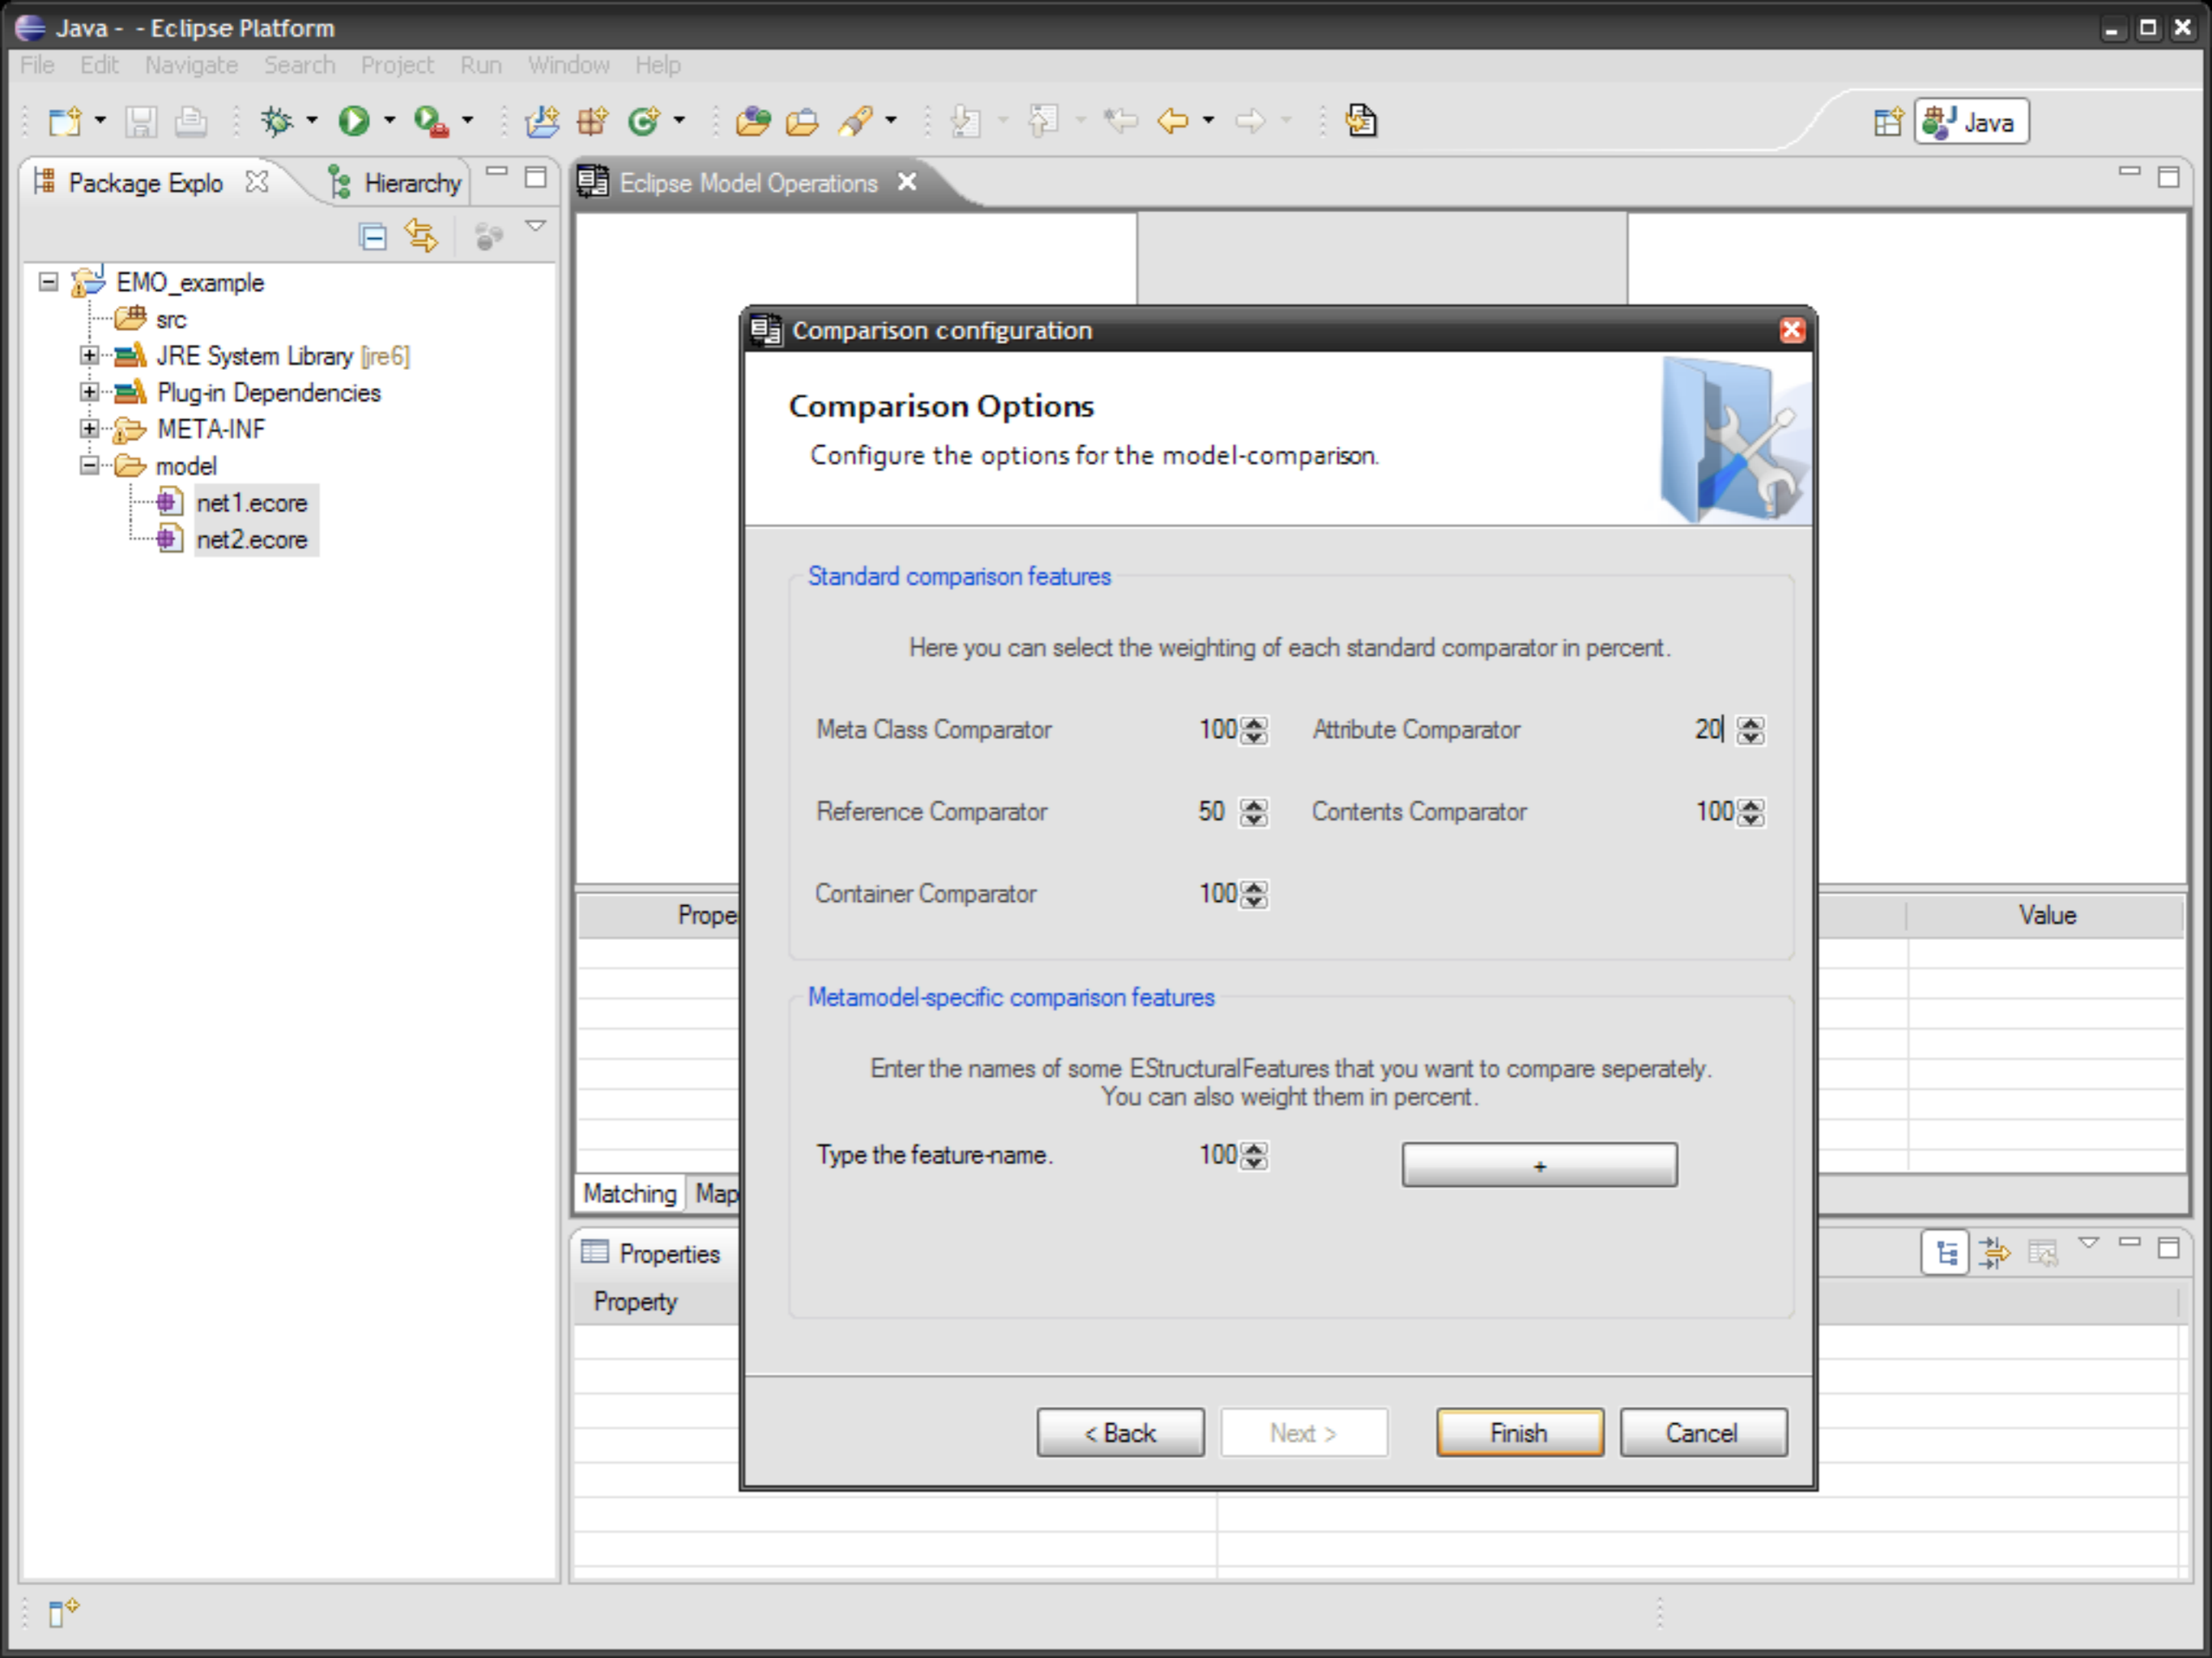 Java - - Eclipse Platform
File Edit Navigate Search Project Run Window Help
Java
Package Explo
Hierarchy
Eclipse Model Operations
EMO_example
src
JRE System Library [jre6]
Plug-in Dependencies
META-INF
model
net1.ecore
net2.ecore
Comparison configuration
Comparison Options
Configure the options for the model-comparison.
Standard comparison features
Here you can select the weighting of each standard comparator in percent.
Meta Class Comparator 100 Attribute Comparator 20
Reference Comparator 50 Contents Comparator 100
Container Comparator 100
Metamodel-specific comparison features
Enter the names of some EStructuralFeatures that you want to compare seperately.
You can also weight them in percent.
Type the feature-name. 100 +
< Back Next > Finish Cancel
Prope Value
Matching Map
Properties
Property